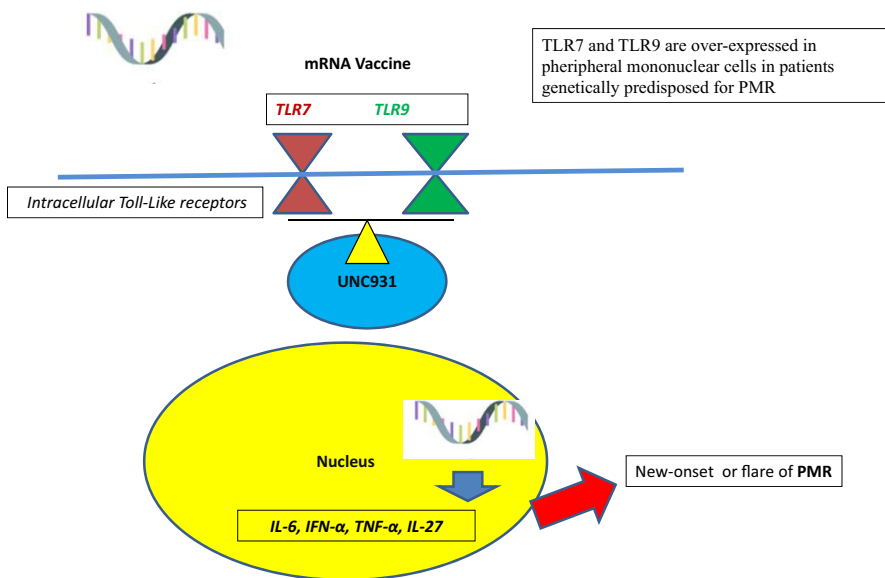 mRNA Vaccine
TLR7 TLR9
TLR7 and TLR9 are over-expressed in
pheripheral mononuclear cells in patients
genetically predisposed for PMR
Intracellular Toll-Like receptors
UNC931
Nucleus
IL-6, IFN-α, TNF-α, IL-27
New-onset or flare of PMR